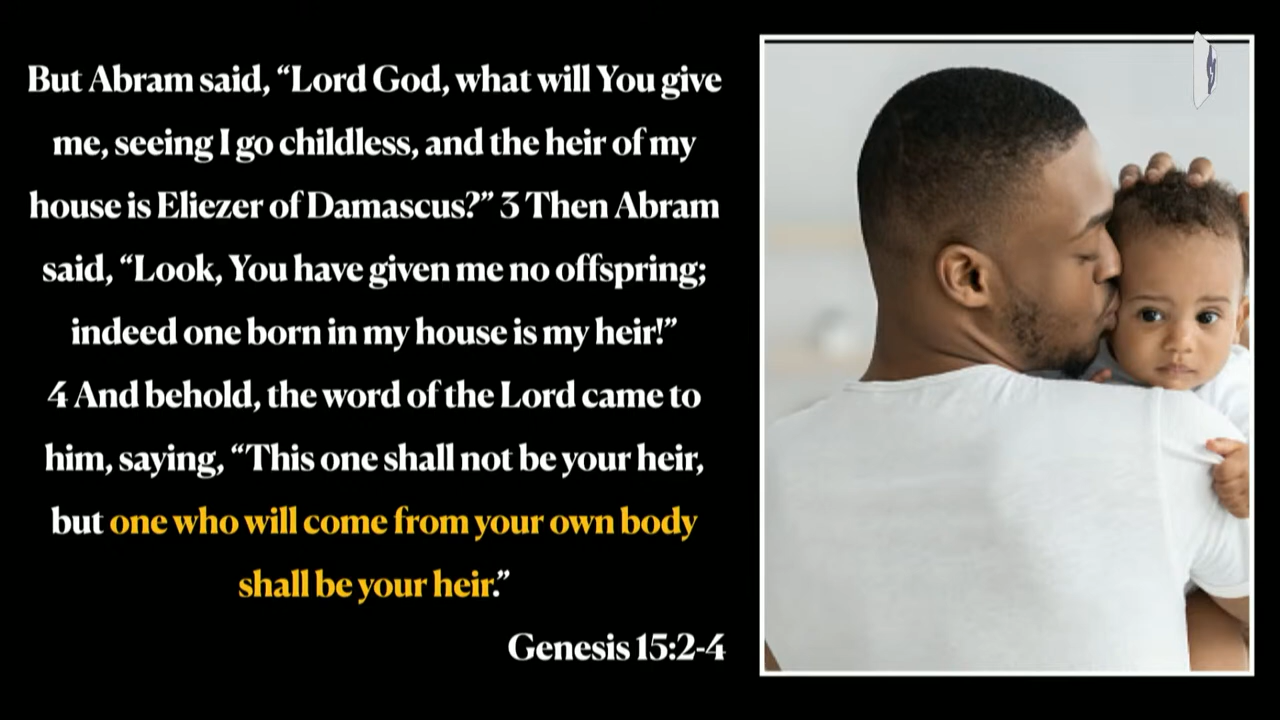 But Abram said, “Lord God, what will You give
me, seeing I go childless, and the heir of my
house is Eliezer of Damascus?” 3 Then Abram
said, “Look, You have given me no offspring;
indeed one born in my house is my heir!”
4 And behold, the word of the Lord came to
him, saying, “This one shall not be your heir,
but one who will come from your own body
shall be your heir.”
Genesis 15:2-4